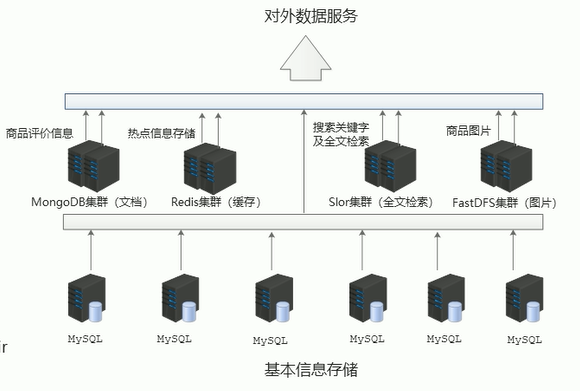 对外数据服务
商品评价信息
热点信息存储
搜索关键字
及全文检索
商品图片
MongoDB集群（文档）
Redis集群（缓存）
Slor集群（全文检索）
FastDFS集群（图片）
MySQL
MySQL
MySQL
MySQL
MySQL
MySQL
ir
基本信息存储